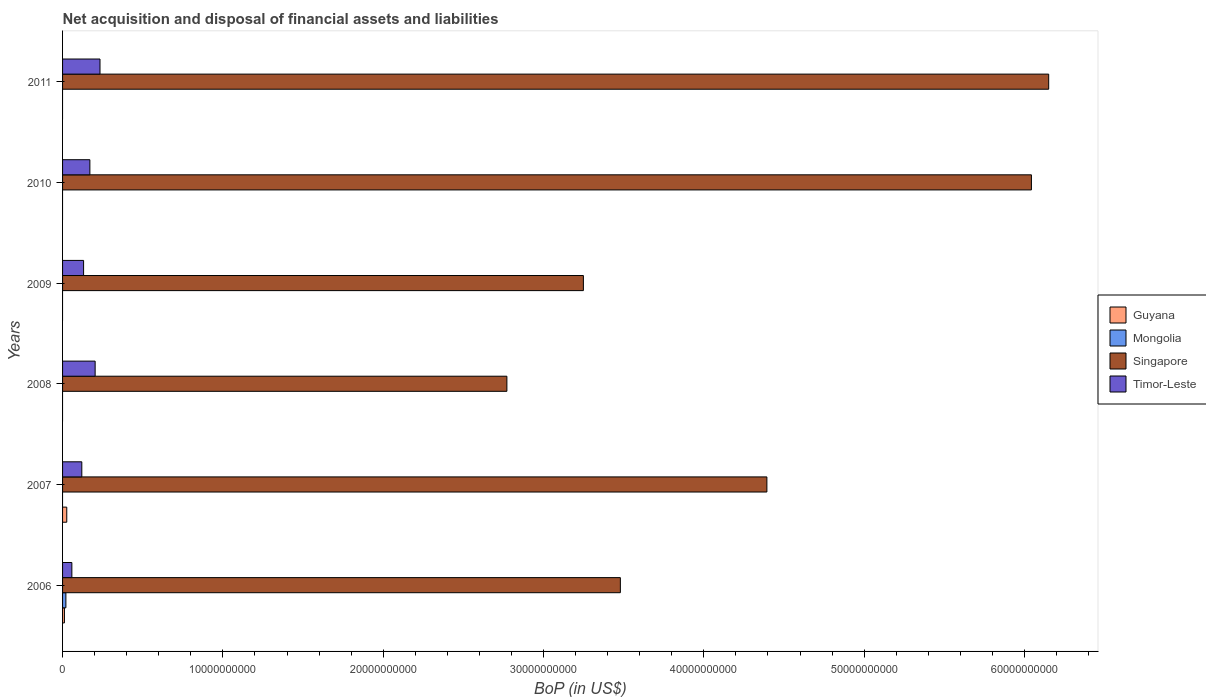 Net acquisition and disposal of financial assets and liabilities
2011
2010
2009
2008
2007
2006
Years
0
10000000000
20000000000
30000000000
40000000000
50000000000
60000000000
BoP (in US$)
Guyana
Mongolia
Singapore
Timor-Leste